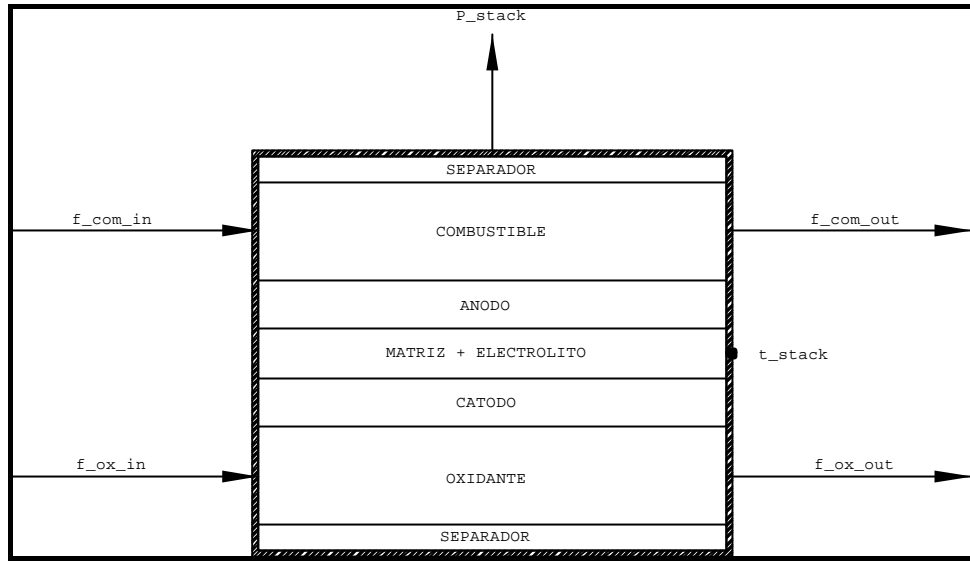 P_stack
SEPARADOR
f_com_in
COMBUSTIBLE
f_com_out
ANODO
MATRIZ + ELECTROLITO
t_stack
CATODO
f_ox_in
OXIDANTE
f_ox_out
SEPARADOR